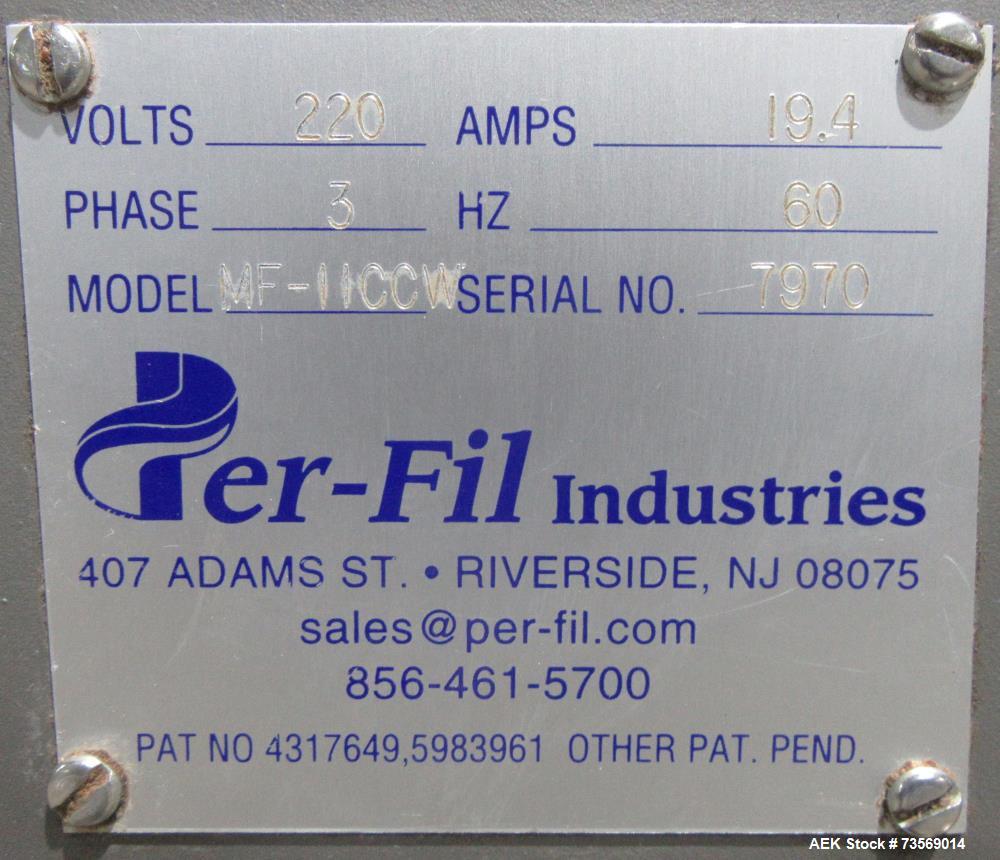 VOLTS 220 AMPS 19.4
PHASE 3 HZ 60
MODEL MF-11CCW SERIAL NO. 7970
Per-Fil Industries
407 ADAMS ST. • RIVERSIDE, NJ 08075
sales@per-fil.com
856-461-5700
PAT NO 4317649,5983961 OTHER PAT. PEND.
AEK Stock # 73569014